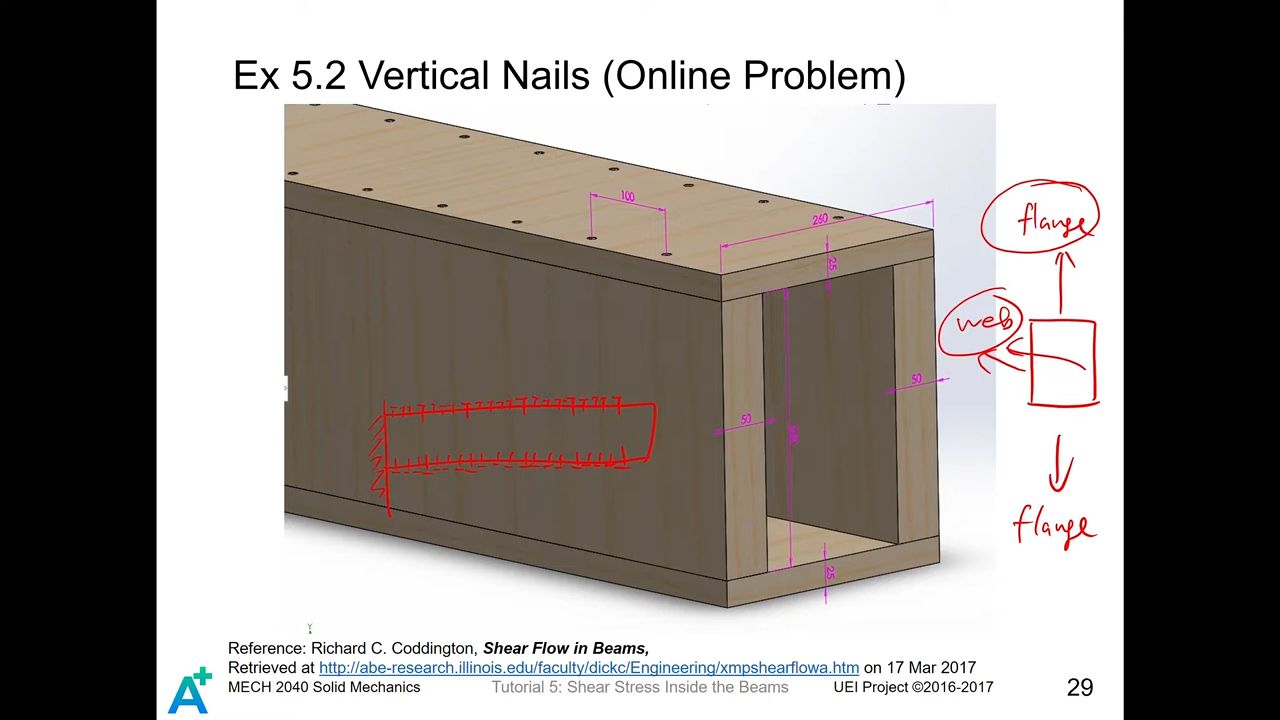 Ex 5.2 Vertical Nails (Online Problem)
100
260
25
flange
web
50
50
25
flange
Y
Reference: Richard C. Coddington, Shear Flow in Beams,
Retrieved at http://abe-research.illinois.edu/faculty/dickc/Engineering/xmpshearflowa.htm on 17 Mar 2017
A+
MECH 2040 Solid Mechanics
Tutorial 5: Shear Stress Inside the Beams
UEI Project ©2016-2017
29